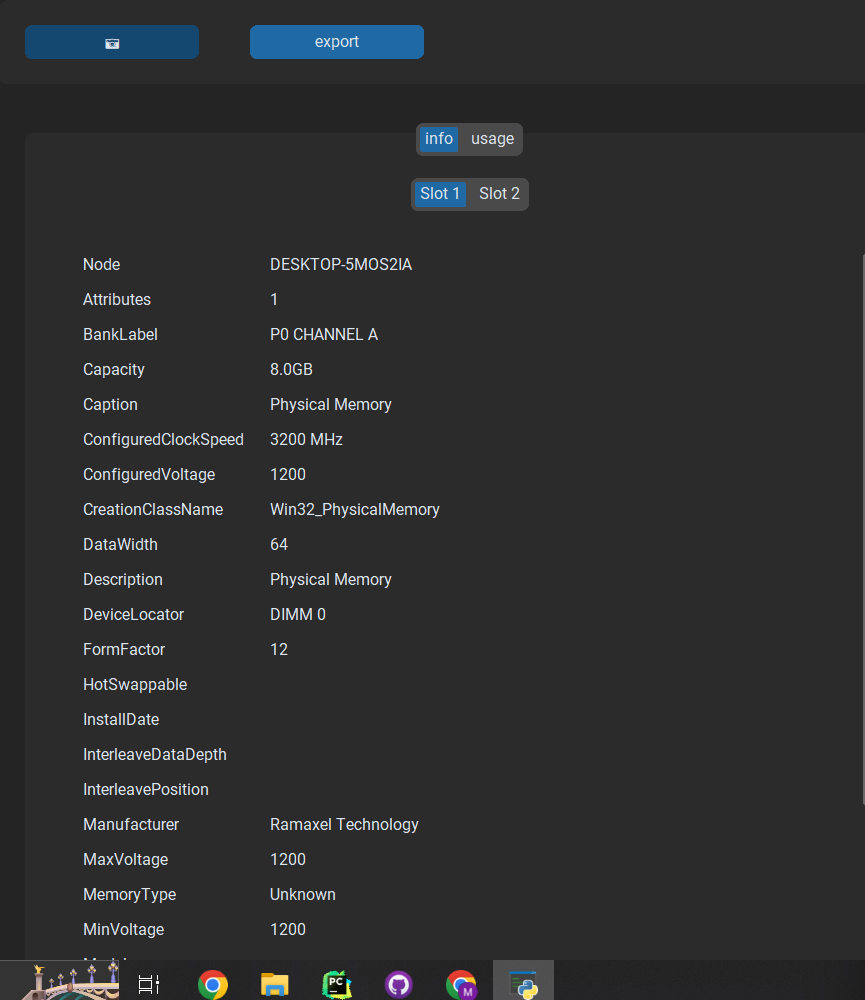 export
info usage
Slot 1 Slot 2
Node DESKTOP-5MOS2IA
Attributes 1
BankLabel P0 CHANNEL A
Capacity 8.0GB
Caption Physical Memory
ConfiguredClockSpeed 3200 MHz
ConfiguredVoltage 1200
CreationClassName Win32_PhysicalMemory
DataWidth 64
Description Physical Memory
DeviceLocator DIMM 0
FormFactor 12
HotSwappable
InstallDate
InterleaveDataDepth
InterleavePosition
Manufacturer Ramaxel Technology
MaxVoltage 1200
MemoryType Unknown
MinVoltage 1200
PC
M